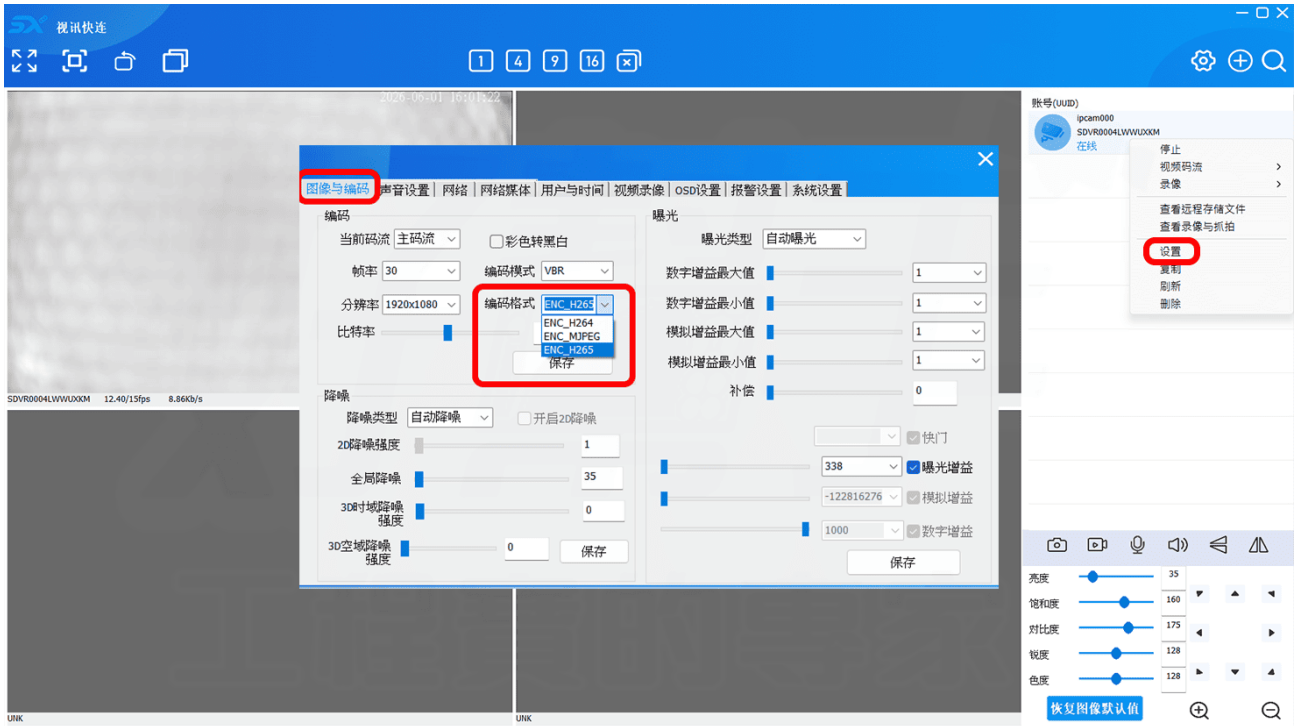 SX 视讯快连
1 4 9 16
2026-06-01 16:01:22
SDVR0004LWWUXKM 12.40/15fps 8.86Kb/s
UNK
UNK
图像与编码 声音设置 网络 网络媒体 用户与时间 视频录像 OSD设置 报警设置 系统设置
编码
当前码流 主码流 彩色转黑白
帧率 30 编码模式 VBR
分辨率 1920x1080 编码格式 ENC_H265
ENC_H264
ENC_MJPEG
ENC_H265
比特率
保存
降噪
降噪类型 自动降噪 开启2D降噪
2D降噪强度 1
全局降噪 35
3D时域降噪
强度 0
3D空域降噪
强度 0 保存
曝光
曝光类型 自动曝光
数字增益最大值 1
数字增益最小值 1
模拟增益最大值 1
模拟增益最小值 1
补偿 0
快门
338 曝光增益
-122816276 模拟增益
1000 数字增益
保存
账号(UUID)
ipcam000
SDVR0004LWWUXKM
在线
停止
视频码流
录像
查看远程存储文件
查看录像与抓拍
设置
复制
刷新
删除
亮度 35
饱和度 160
对比度 175
锐度 128
色度 128
恢复图像默认值